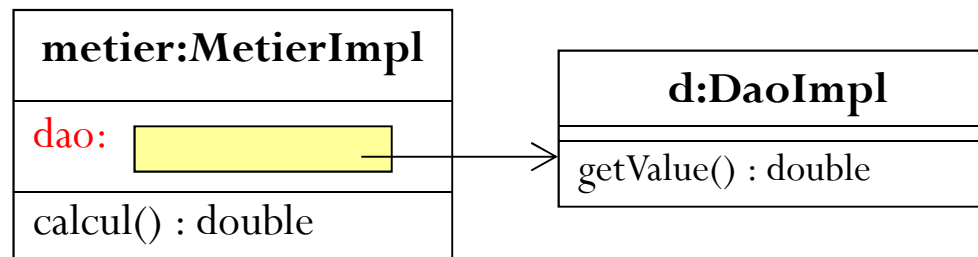 metier:MetierImpl
dao:
calcul() : double
d:DaoImpl
getValue() : double